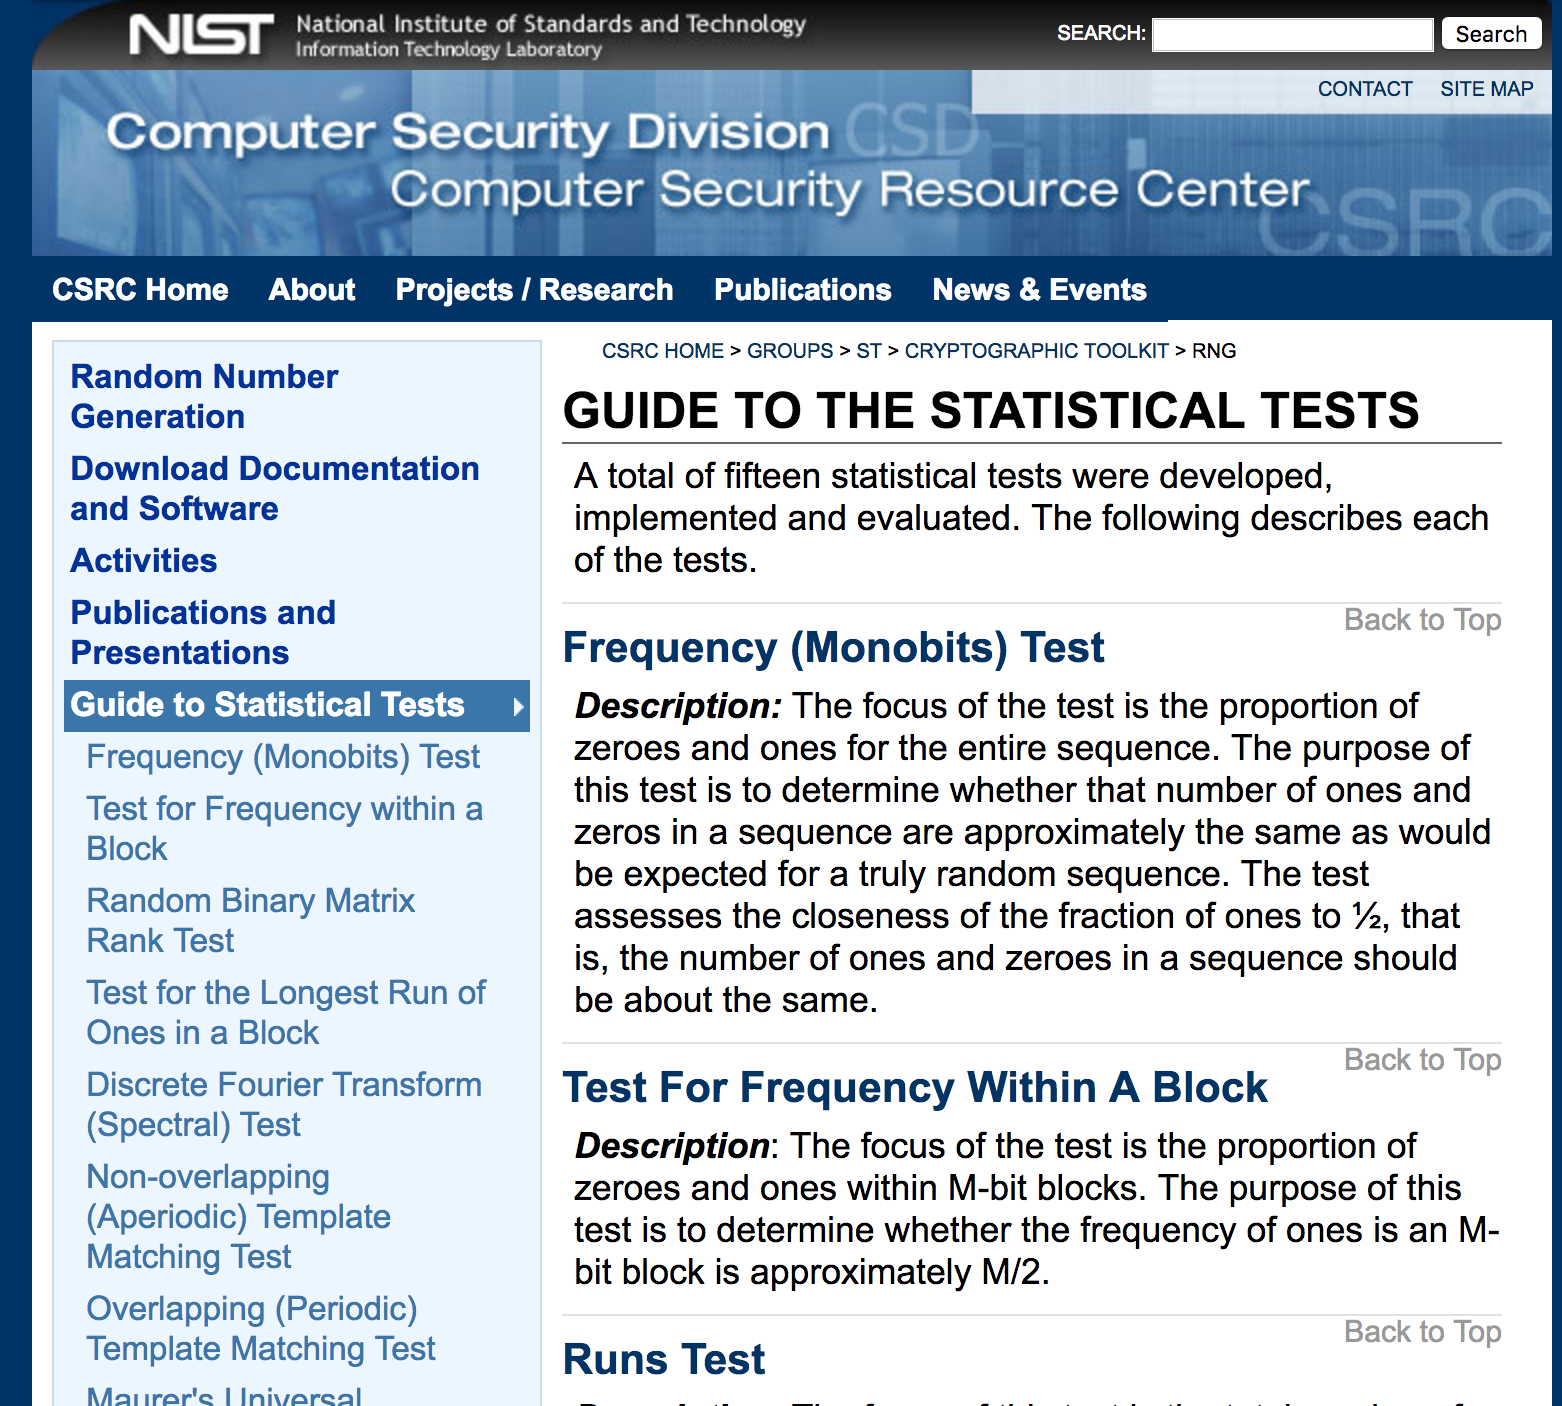 NIST
National Institute of Standards and Technology
Information Technology Laboratory
SEARCH:
Search
CONTACT
SITE MAP
Computer Security Division
CSD
Computer Security Resource Center
CSRC
CSRC Home
About
Projects / Research
Publications
News & Events
Random Number
Generation
Download Documentation
and Software
Activities
Publications and
Presentations
Guide to Statistical Tests
Frequency (Monobits) Test
Test for Frequency within a
Block
Random Binary Matrix
Rank Test
Test for the Longest Run of
Ones in a Block
Discrete Fourier Transform
(Spectral) Test
Non-overlapping
(Aperiodic) Template
Matching Test
Overlapping (Periodic)
Template Matching Test
Maurer's Universal
CSRC HOME > GROUPS > ST > CRYPTOGRAPHIC TOOLKIT > RNG
GUIDE TO THE STATISTICAL TESTS
A total of fifteen statistical tests were developed,
implemented and evaluated. The following describes each
of the tests.
Back to Top
Frequency (Monobits) Test
Description: The focus of the test is the proportion of
zeroes and ones for the entire sequence. The purpose of
this test is to determine whether that number of ones and
zeros in a sequence are approximately the same as would
be expected for a truly random sequence. The test
assesses the closeness of the fraction of ones to ½, that
is, the number of ones and zeroes in a sequence should
be about the same.
Back to Top
Test For Frequency Within A Block
Description: The focus of the test is the proportion of
zeroes and ones within M-bit blocks. The purpose of this
test is to determine whether the frequency of ones is an M-
bit block is approximately M/2.
Back to Top
Runs Test